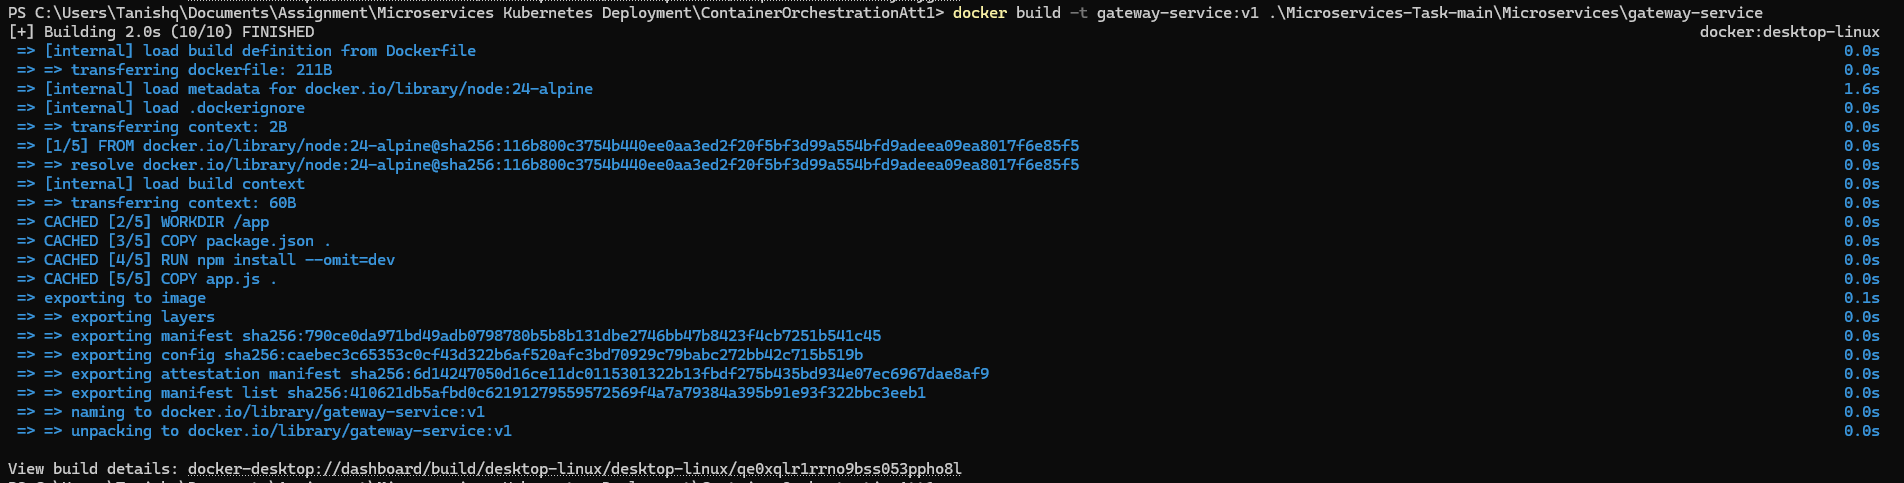 PS C:\Users\Tanishq\Documents\Assignment\Microservices Kubernetes Deployment\ContainerOrchestrationAtt1> docker build -t gateway-service:v1 .\Microservices-Task-main\Microservices\gateway-service
[+] Building 2.0s (10/10) FINISHED docker:desktop-linux
=> [internal] load build definition from Dockerfile 0.0s
=> => transferring dockerfile: 211B 0.0s
=> [internal] load metadata for docker.io/library/node:24-alpine 1.6s
=> [internal] load .dockerignore 0.0s
=> => transferring context: 2B 0.0s
=> [1/5] FROM docker.io/library/node:24-alpine@sha256:116b800c3754b440ee0aa3ed2f20f5bf3d99a554bfd9adeea09ea8017f6e85f5 0.0s
=> => resolve docker.io/library/node:24-alpine@sha256:116b800c3754b440ee0aa3ed2f20f5bf3d99a554bfd9adeea09ea8017f6e85f5 0.0s
=> [internal] load build context 0.0s
=> => transferring context: 60B 0.0s
=> CACHED [2/5] WORKDIR /app 0.0s
=> CACHED [3/5] COPY package.json . 0.0s
=> CACHED [4/5] RUN npm install --omit=dev 0.0s
=> CACHED [5/5] COPY app.js . 0.0s
=> exporting to image 0.1s
=> => exporting layers 0.0s
=> => exporting manifest sha256:790ce0da971bd49adb0798780b5b8b131dbe2746bb47b8423f4cb7251b541c45 0.0s
=> => exporting config sha256:caebec3c65353c0cf43d322b6af520afc3bd70929c79babc272bb42c715b519b 0.0s
=> => exporting attestation manifest sha256:6d14247050d16ce11dc0115301322b13fbdf275b435bd934e07ec6967dae8af9 0.0s
=> => exporting manifest list sha256:410621db5afbd0c62191279559572569f4a7a79384a395b91e93f322bbc3eeb1 0.0s
=> => naming to docker.io/library/gateway-service:v1 0.0s
=> => unpacking to docker.io/library/gateway-service:v1 0.0s
View build details: docker-desktop://dashboard/build/desktop-linux/desktop-linux/qe0xqlr1rrno9bss053ppho8l